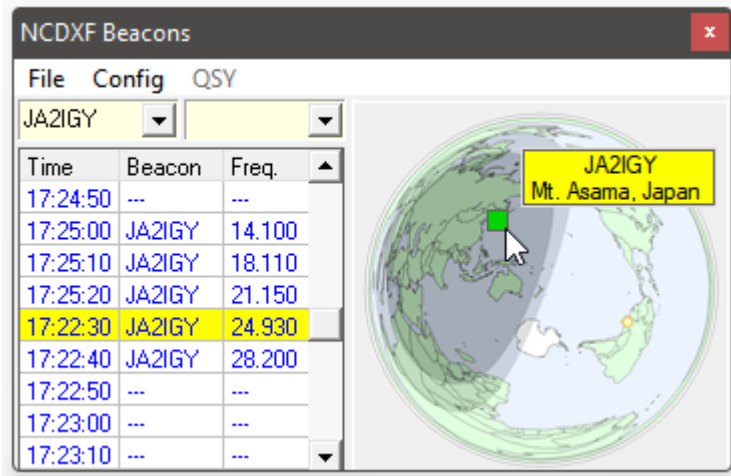 NCDXF Beacons
x
File Config QSY
JA2IGY
Time Beacon Freq.
17:24:50 --- ---
17:25:00 JA2IGY 14.100
17:25:10 JA2IGY 18.110
17:25:20 JA2IGY 21.150
17:22:30 JA2IGY 24.930
17:22:40 JA2IGY 28.200
17:22:50 --- ---
17:23:00 --- ---
17:23:10 --- ---
JA2IGY
Mt. Asama, Japan